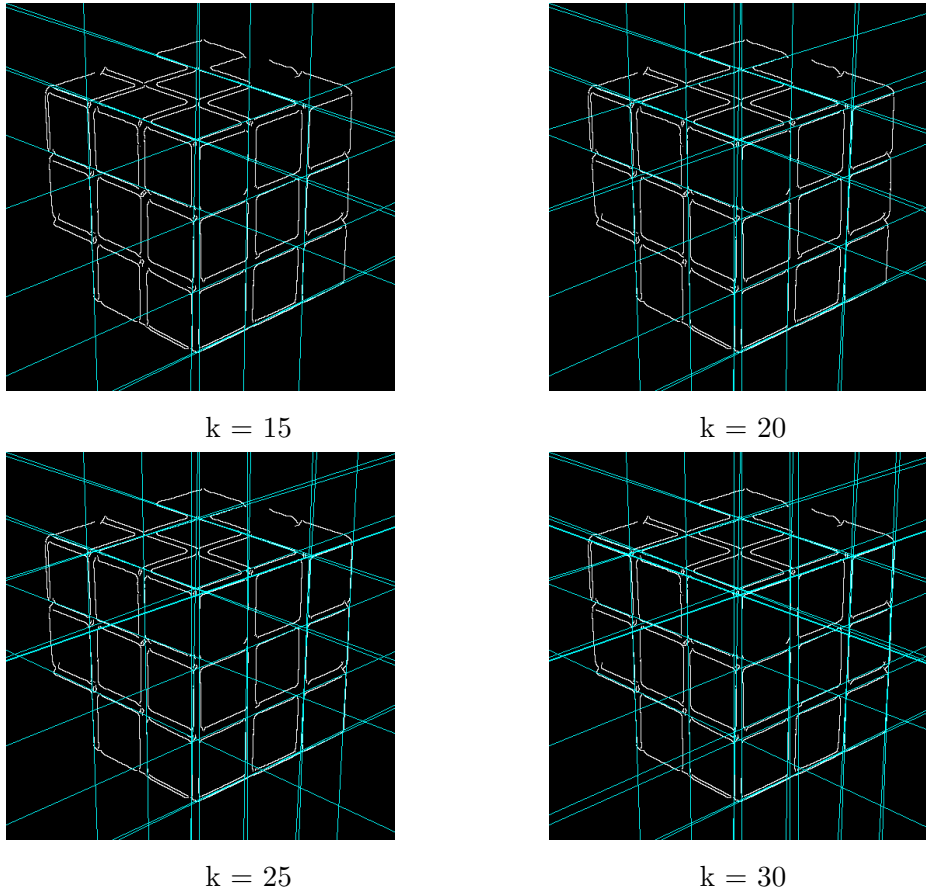 k = 15
k = 20
k = 25
k = 30